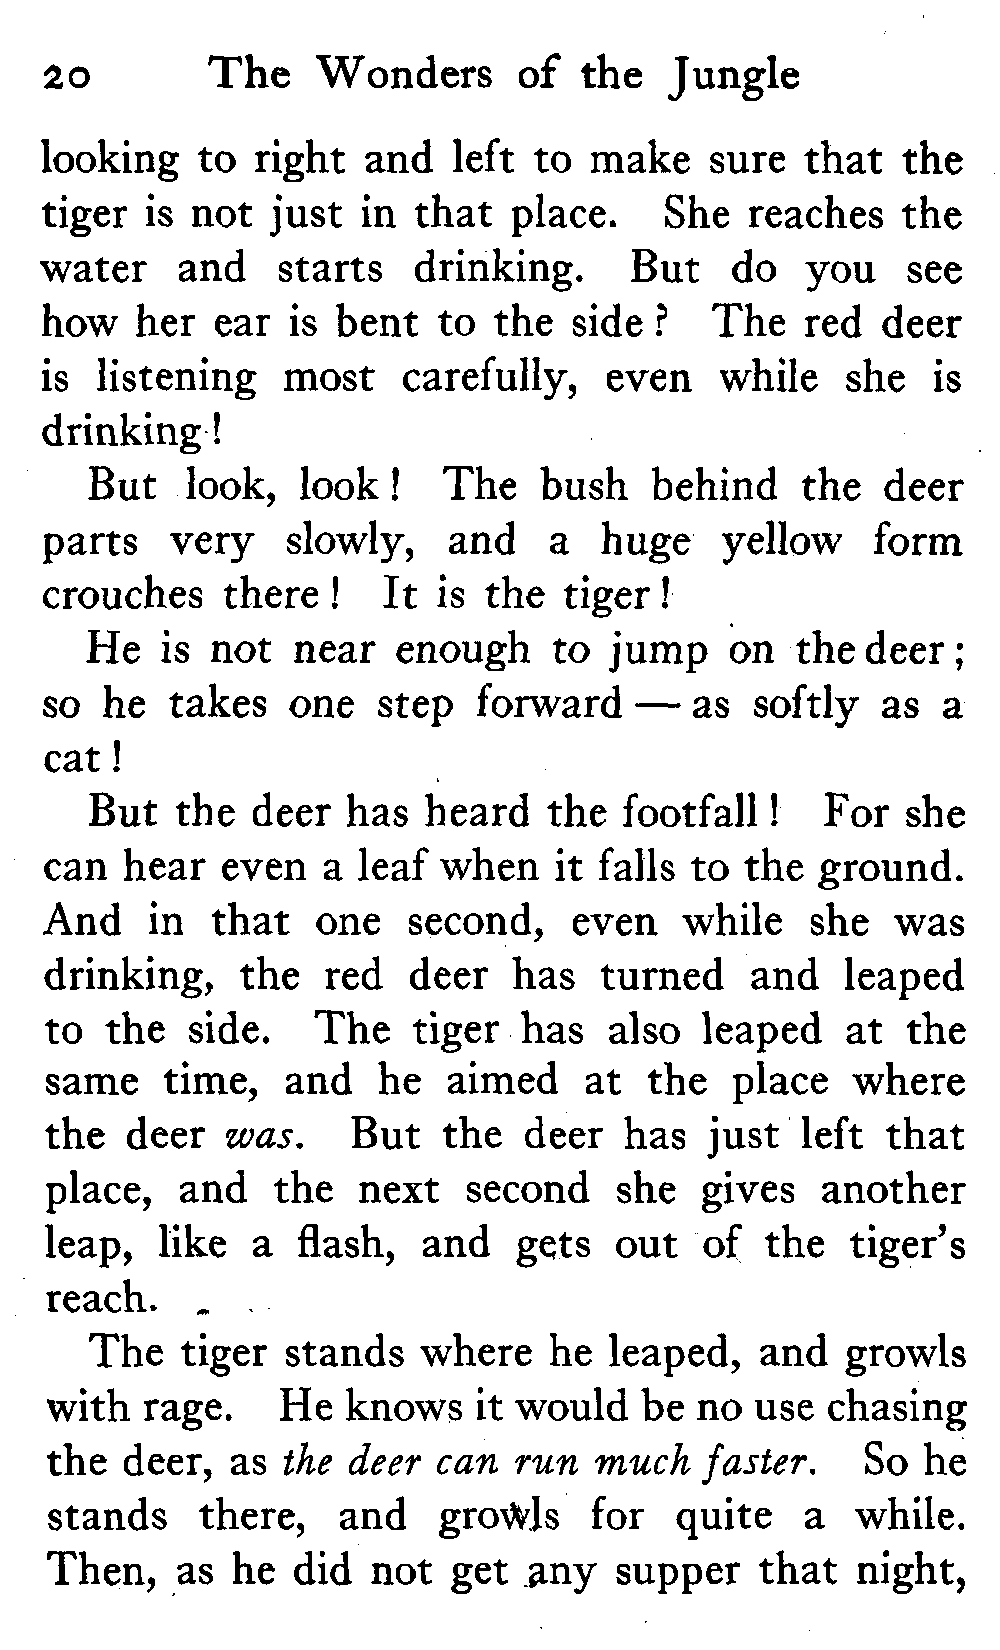 20 The Wonders of the Jungle
looking to right and left to make sure that the
tiger is not just in that place. She reaches the
water and starts drinking. But do you see
how her ear is bent to the side? The red deer
is listening most carefully, even while she is
drinking!
But look, look! The bush behind the deer
parts very slowly, and a huge yellow form
crouches there! It is the tiger!
He is not near enough to jump on the deer;
so he takes one step forward — as softly as a
cat!
But the deer has heard the footfall! For she
can hear even a leaf when it falls to the ground.
And in that one second, even while she was
drinking, the red deer has turned and leaped
to the side. The tiger has also leaped at the
same time, and he aimed at the place where
the deer was. But the deer has just left that
place, and the next second she gives another
leap, like a flash, and gets out of the tiger's
reach.
The tiger stands where he leaped, and growls
with rage. He knows it would be no use chasing
the deer, as the deer can run much faster. So he
stands there, and growls for quite a while.
Then, as he did not get any supper that night,